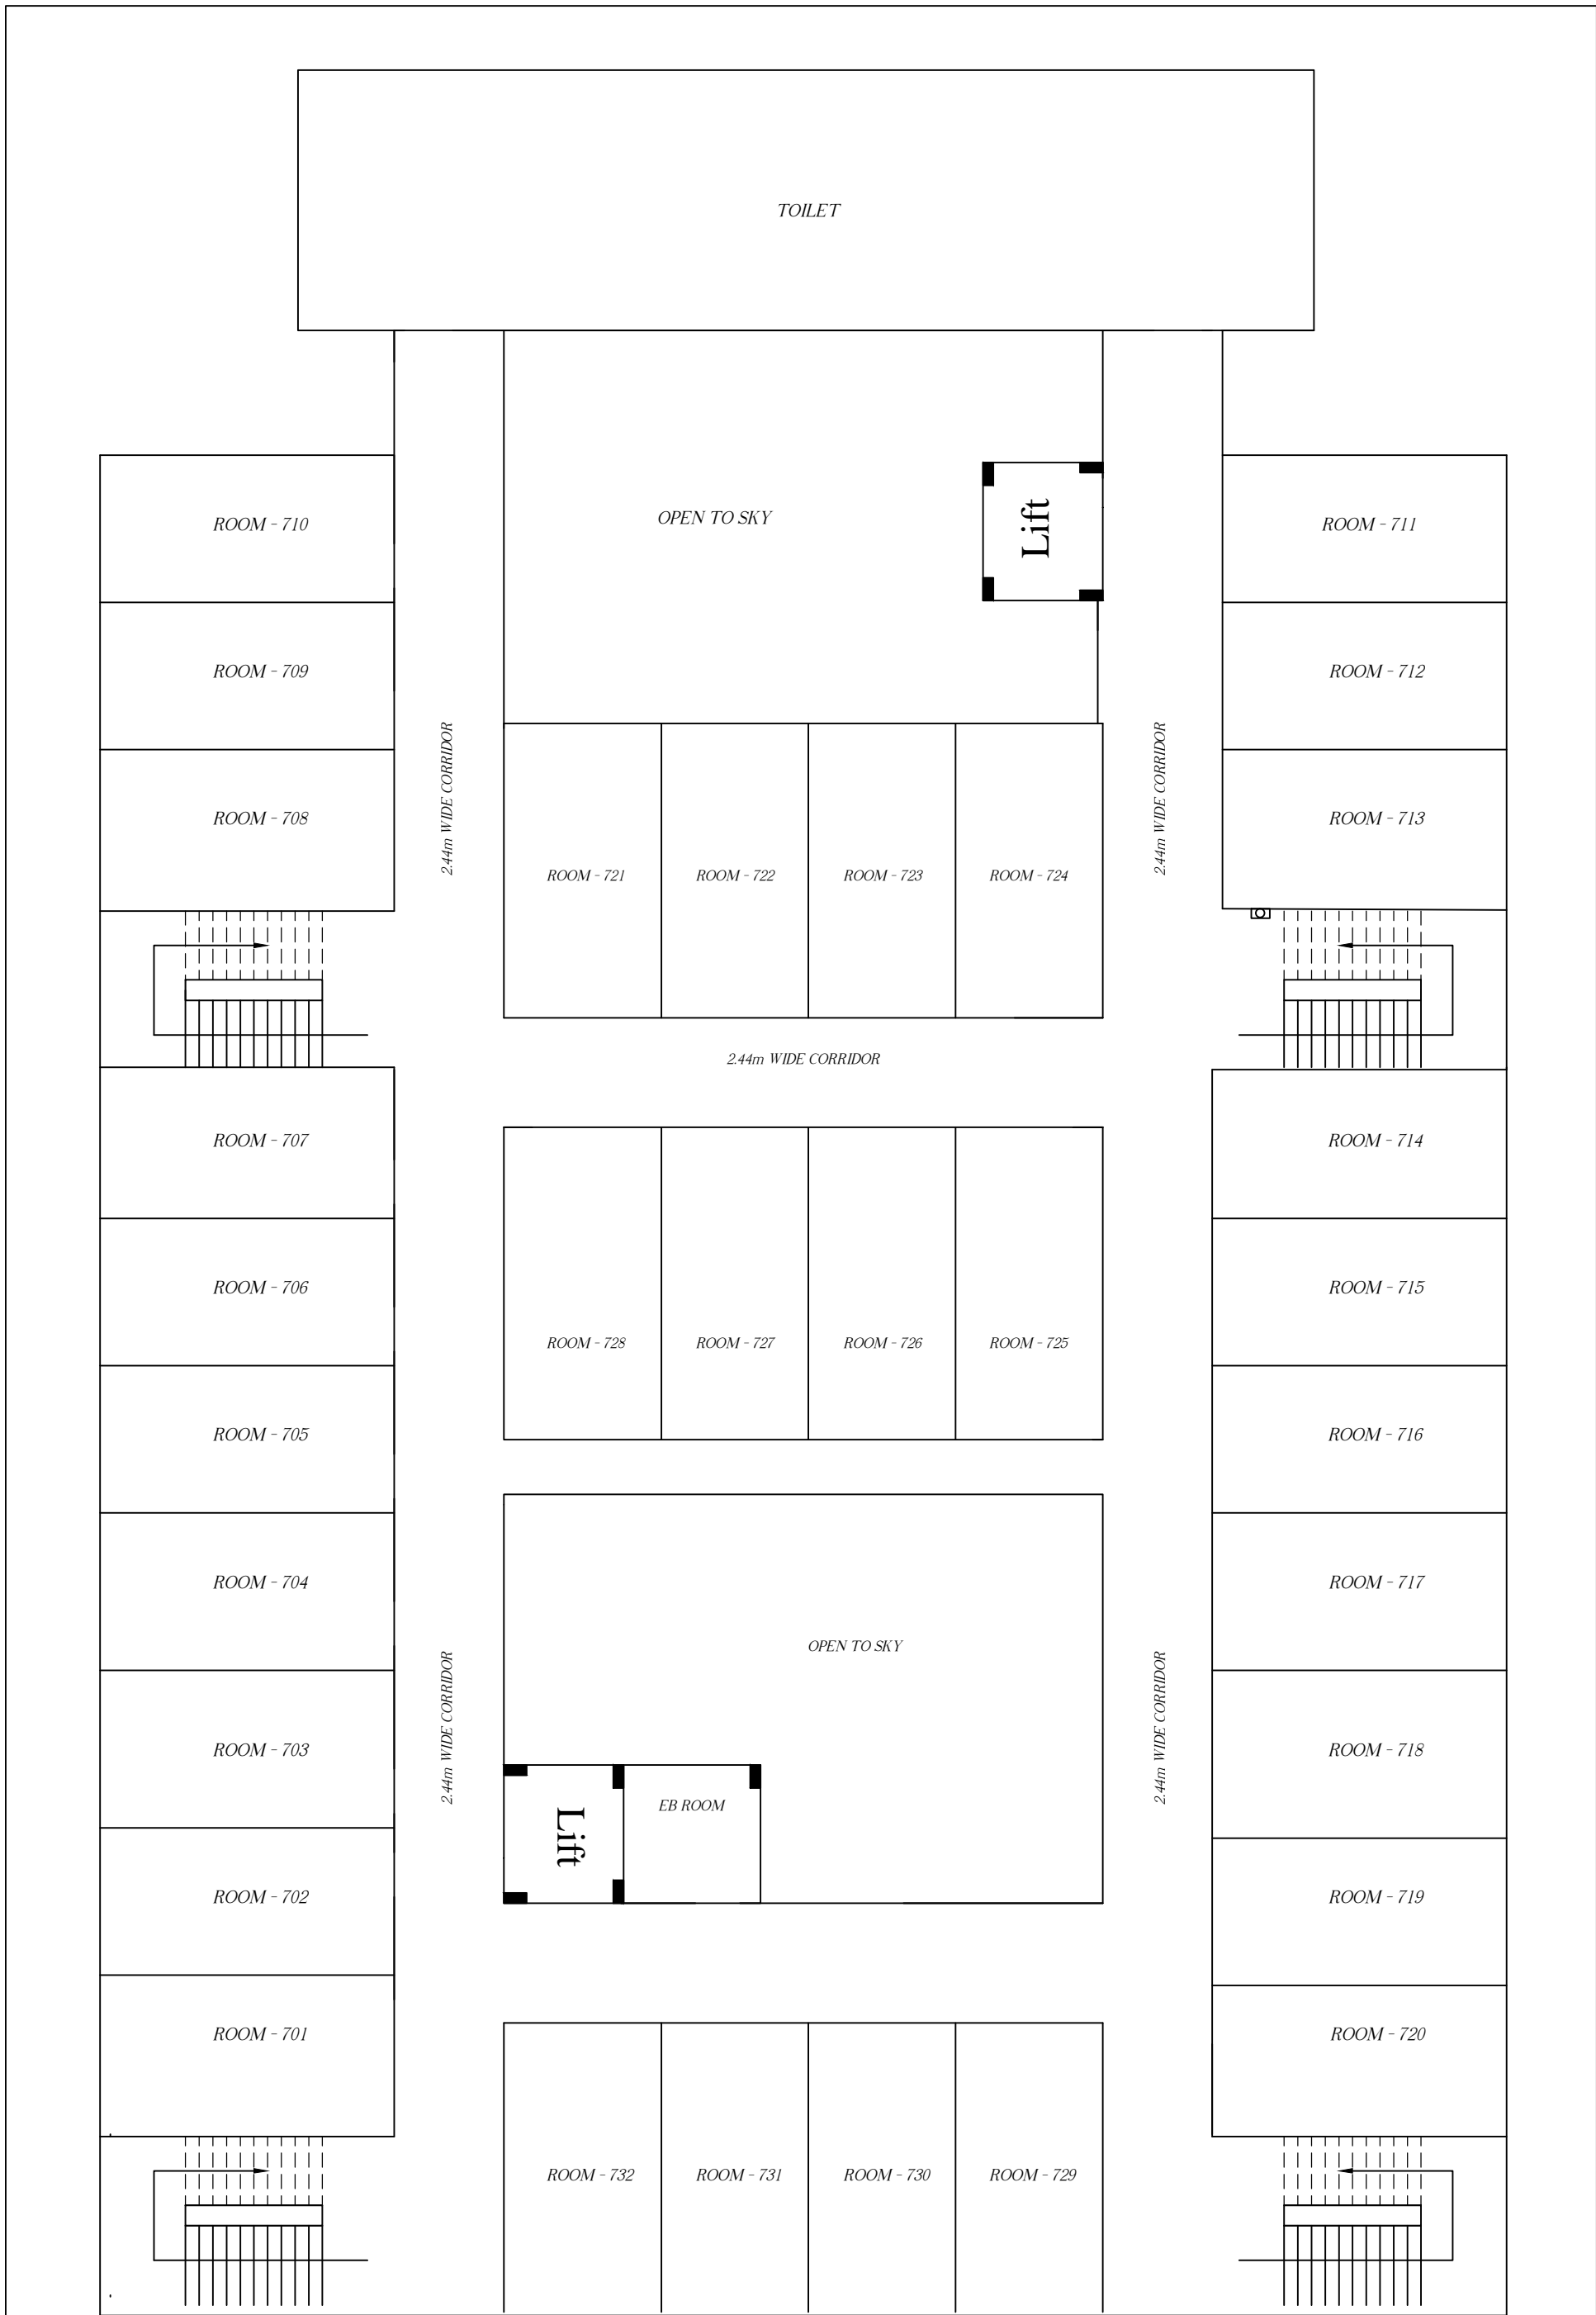 TOILET
OPEN TO SKY
Lift
ROOM - 710
ROOM - 711
ROOM - 709
ROOM - 712
2.44m WIDE CORRIDOR
2.44m WIDE CORRIDOR
ROOM - 708
ROOM - 713
ROOM - 721
ROOM - 722
ROOM - 723
ROOM - 724
2.44m WIDE CORRIDOR
ROOM - 707
ROOM - 714
ROOM - 706
ROOM - 715
ROOM - 728
ROOM - 727
ROOM - 726
ROOM - 725
ROOM - 705
ROOM - 716
ROOM - 704
ROOM - 717
OPEN TO SKY
2.44m WIDE CORRIDOR
2.44m WIDE CORRIDOR
ROOM - 703
ROOM - 718
EB ROOM
Lift
ROOM - 702
ROOM - 719
ROOM - 701
ROOM - 720
ROOM - 732
ROOM - 731
ROOM - 730
ROOM - 729